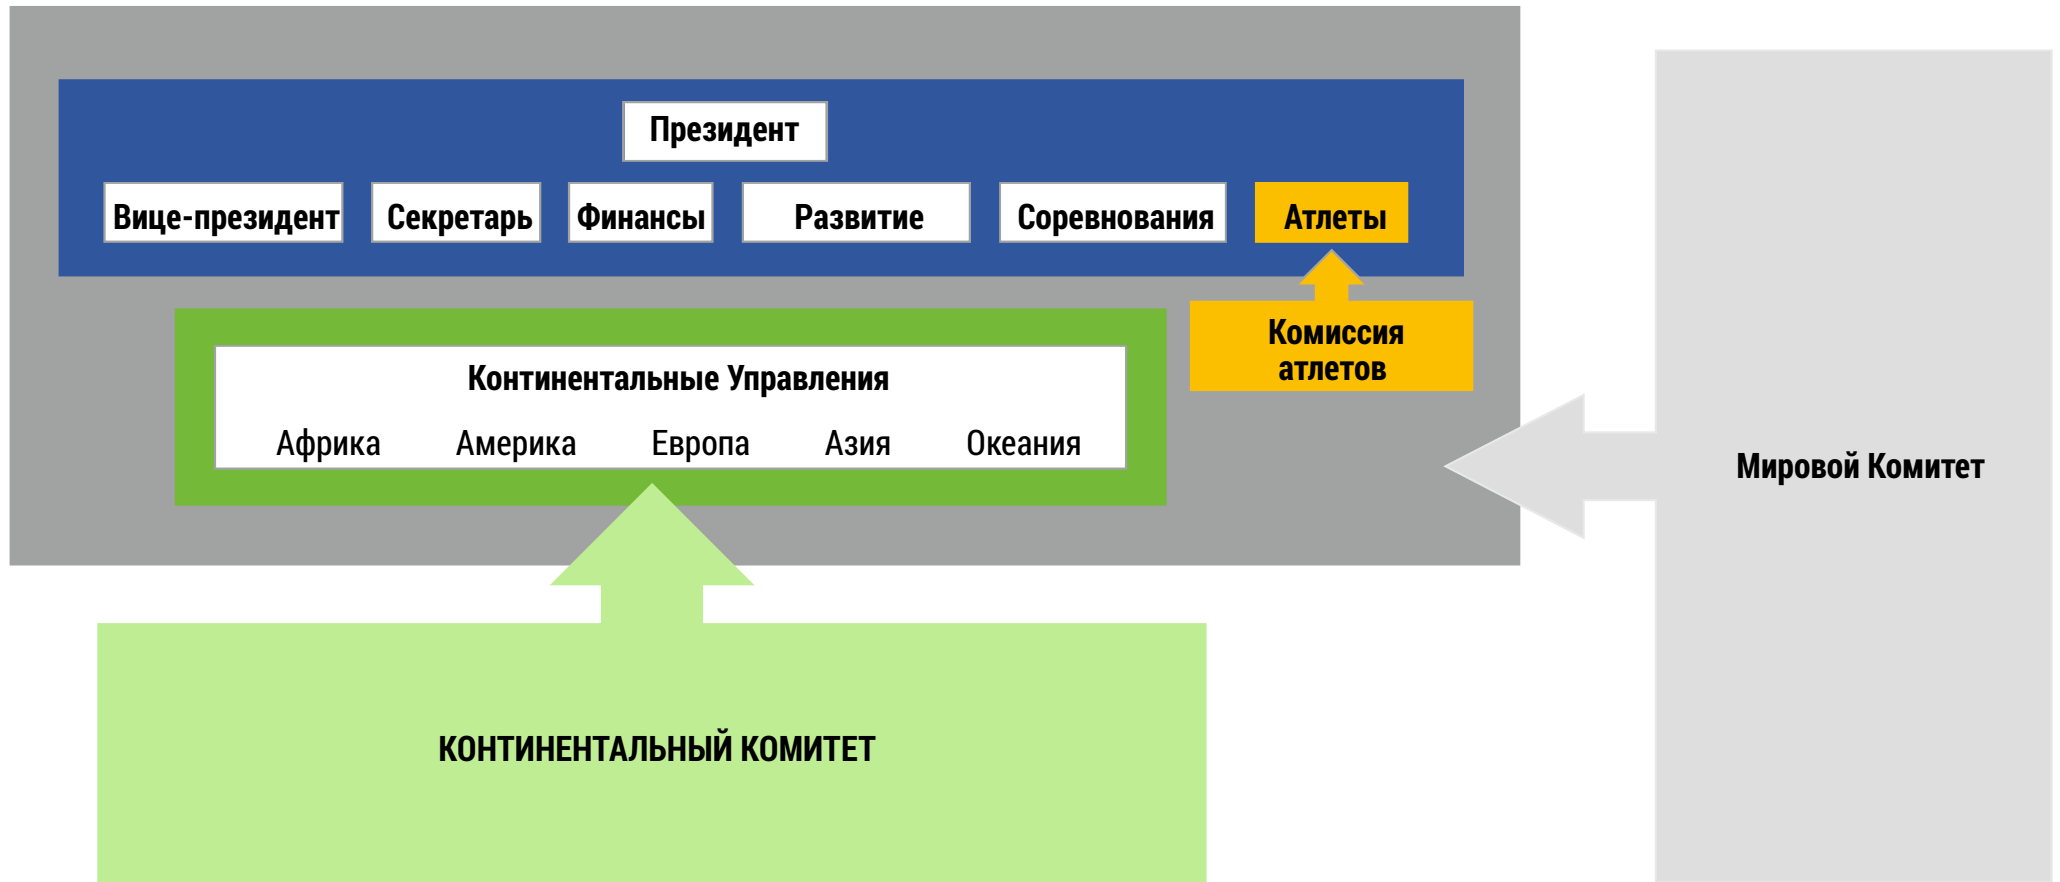 Президент
Вице-президент Секретарь Финансы Развитие Соревнования Атлеты
Комиссия
атлетов
Континентальные Управления
Африка Америка Европа Азия Океания
Мировой Комитет
КОНТИНЕНТАЛЬНЫЙ КОМИТЕТ